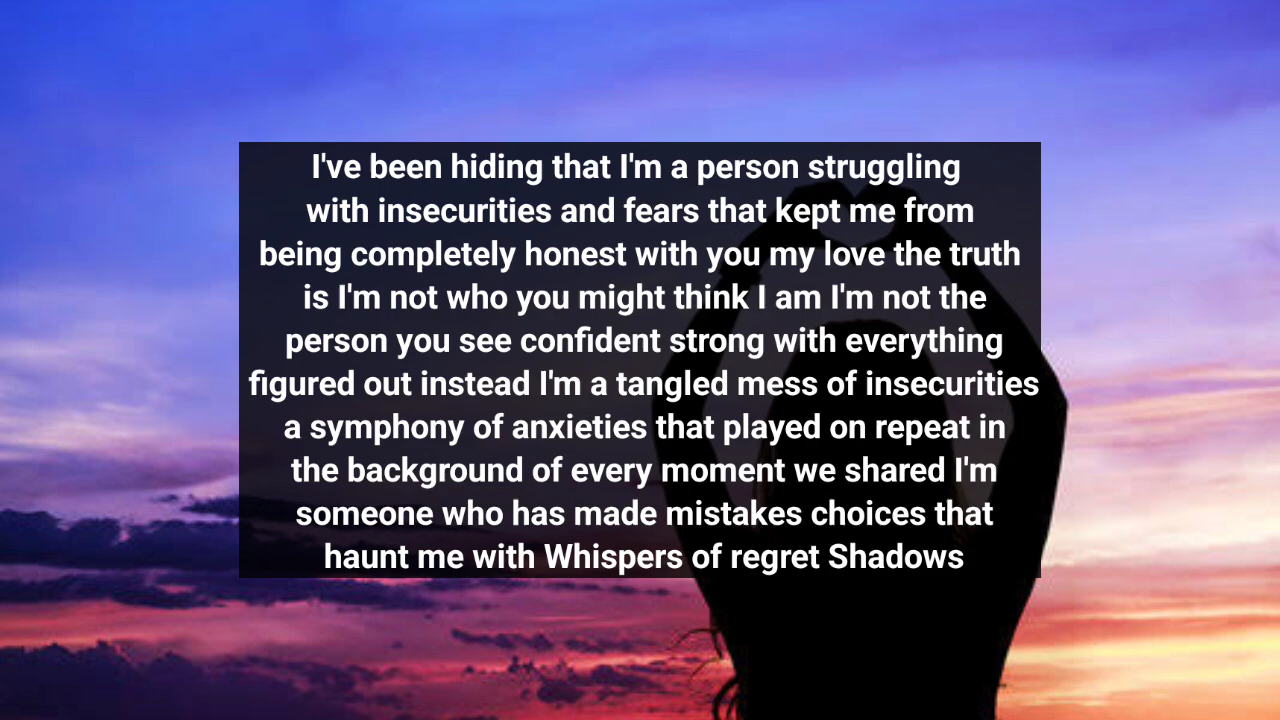 I've been hiding that I'm a person struggling
with insecurities and fears that kept me from
being completely honest with you my love the truth
is I'm not who you might think I am I'm not the
person you see confident strong with everything
figured out instead I'm a tangled mess of insecurities
a symphony of anxieties that played on repeat in
the background of every moment we shared I'm
someone who has made mistakes choices that
haunt me with Whispers of regret Shadows